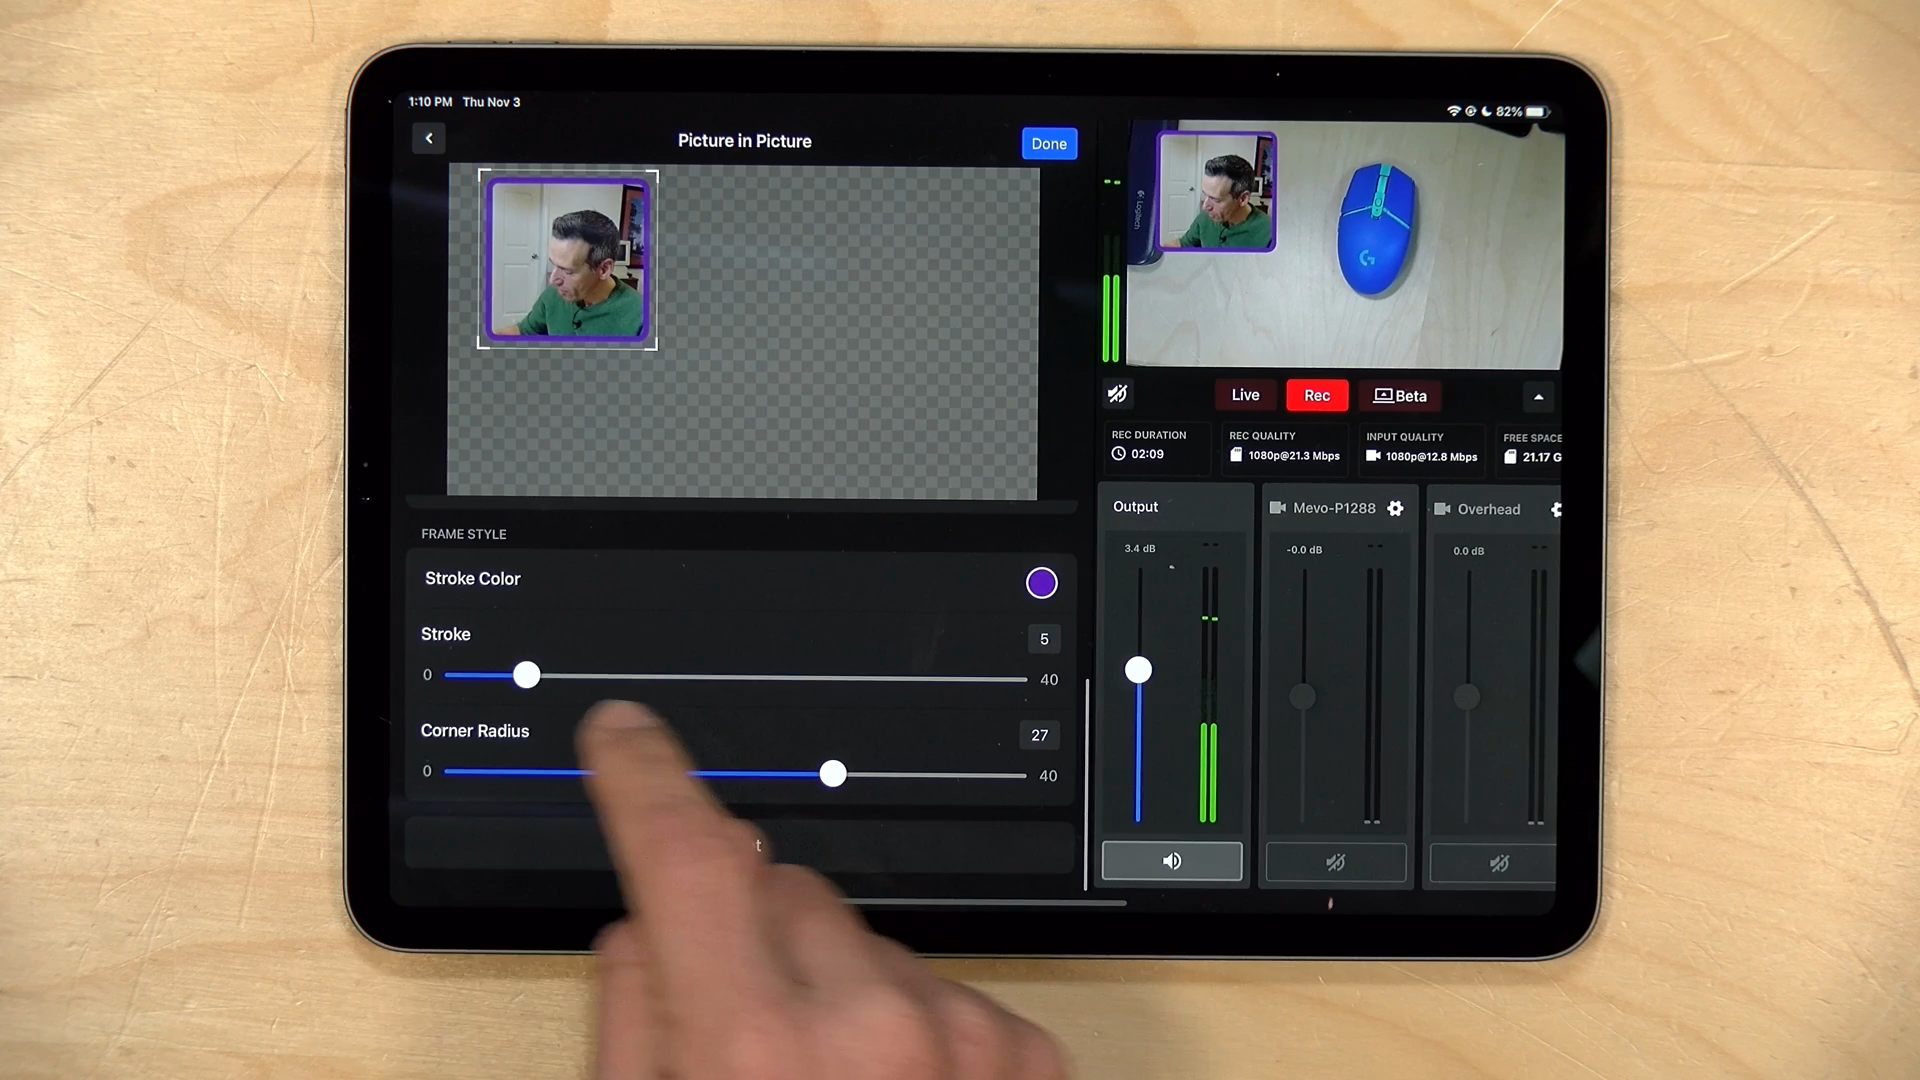 1:10 PM Thu Nov 3
82%
Picture in Picture
Done
Logitech
G
Live
Rec
Beta
REC DURATION
02:09
REC QUALITY
1080p@21.3 Mbps
INPUT QUALITY
1080p@12.8 Mbps
FREE SPACE
21.17 G
FRAME STYLE
Stroke Color
Stroke
5
0
40
Corner Radius
27
0
40
t
Output
3.4 dB
Mevo-P1288
-0.0 dB
Overhead
0.0 dB